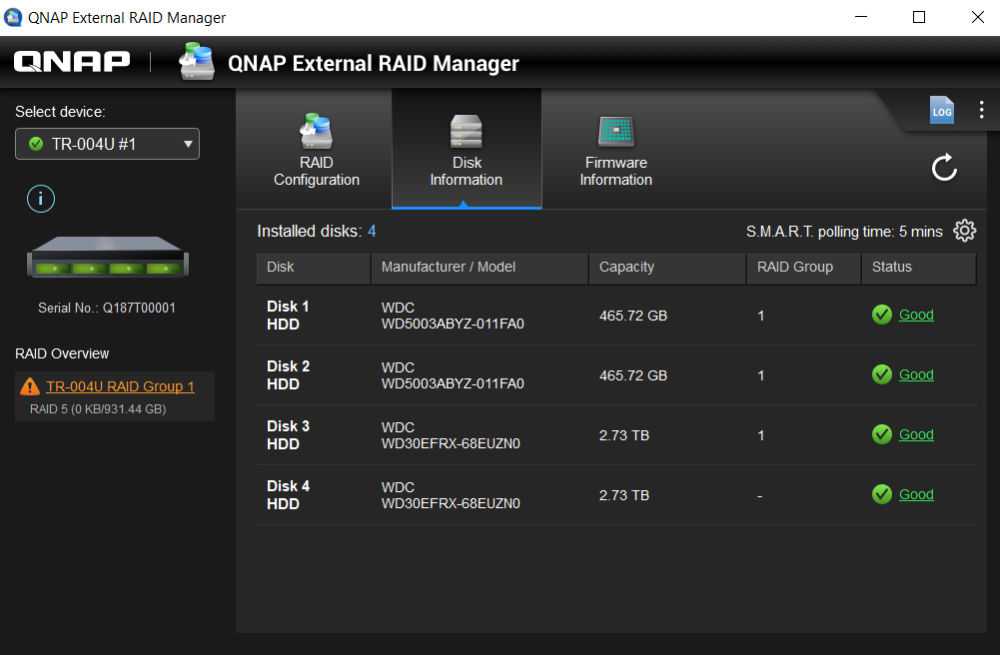 QNAP External RAID Manager
QNAP
QNAP External RAID Manager
Select device:
TR-004U #1
i
Serial No.: Q187T00001
RAID Overview
TR-004U RAID Group 1
RAID 5 (0 KB/931.44 GB)
RAID
Configuration
Disk
Information
Firmware
Information
LOG
Installed disks: 4
S.M.A.R.T. polling time: 5 mins
Disk Manufacturer / Model Capacity RAID Group Status
Disk 1
HDD
WDC
WD5003ABYZ-011FA0
465.72 GB
1
Good
Disk 2
HDD
WDC
WD5003ABYZ-011FA0
465.72 GB
1
Good
Disk 3
HDD
WDC
WD30EFRX-68EUZN0
2.73 TB
1
Good
Disk 4
HDD
WDC
WD30EFRX-68EUZN0
2.73 TB
-
Good